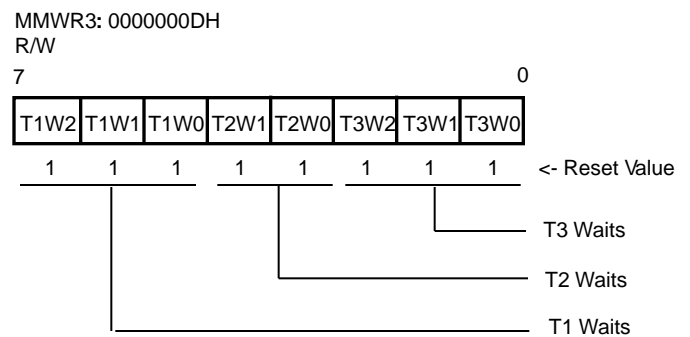 MMWR3: 0000000DH
R/W
7 0
T1W2 T1W1 T1W0 T2W1 T2W0 T3W2 T3W1 T3W0
1 1 1 1 1 1 1 1 <- Reset Value
T3 Waits
T2 Waits
T1 Waits